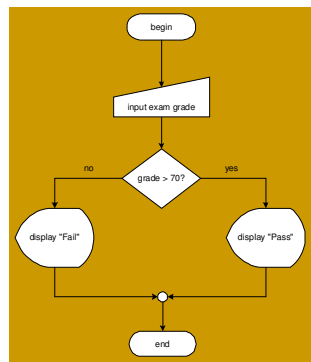 begin
input exam grade
grade > 70?
no
yes
display "Fail"
display "Pass"
end